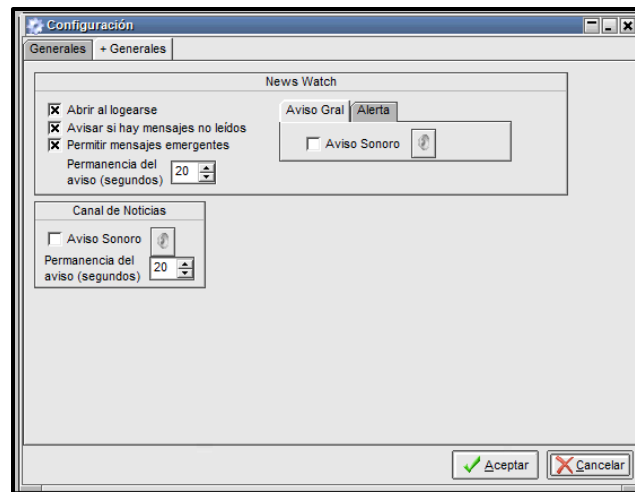 Configuración
Generales + Generales
News Watch
Abrir al logearse
Avisar si hay mensajes no leídos
Permitir mensajes emergentes
Permanencia del
aviso (segundos) 20
Aviso Gral Alerta
Aviso Sonoro
Canal de Noticias
Aviso Sonoro
Permanencia del
aviso (segundos) 20
Aceptar Cancelar